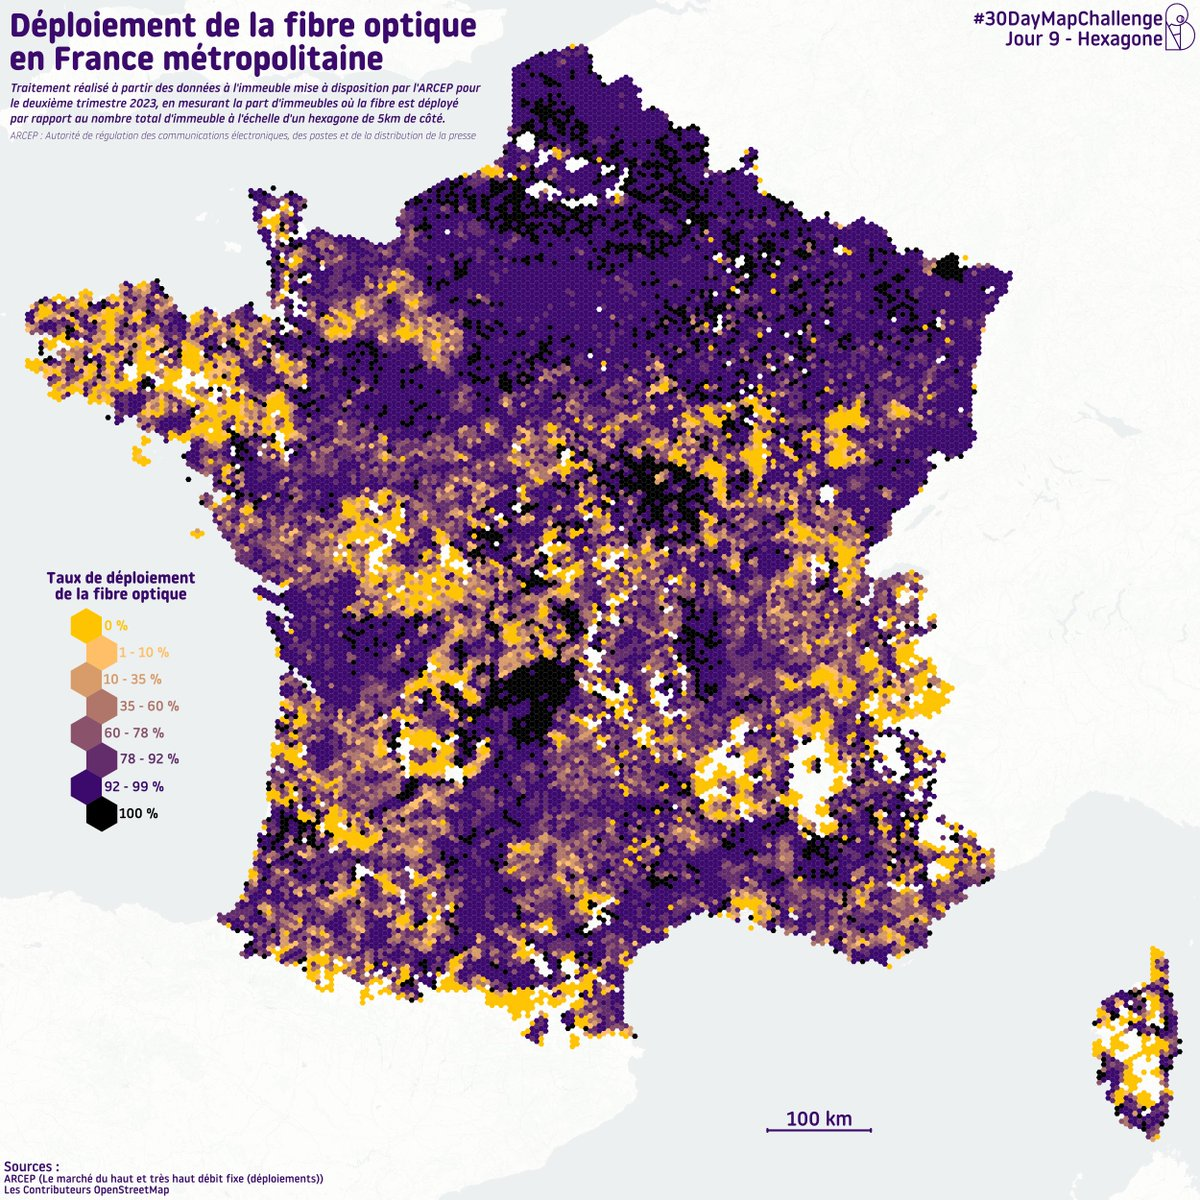 Déploiement de la fibre optique
en France métropolitaine
Traitement réalisé à partir des données à l'immeuble mise à disposition par l'ARCEP pour
le deuxième trimestre 2023, en mesurant la part d'immeubles où la fibre est déployé
par rapport au nombre total d'immeuble à l'échelle d'un hexagone de 5km de côté.
ARCEP : Autorité de régulation des communications électroniques, des postes et de la distribution de la presse
#30DayMapChallenge
Jour 9 - Hexagone
Taux de déploiement
de la fibre optique
0 %
1 - 10 %
10 - 35 %
35 - 60 %
60 - 78 %
78 - 92 %
92 - 99 %
100 %
100 km
Sources :
ARCEP (Le marché du haut et très haut débit fixe (déploiements))
Les Contributeurs OpenStreetMap